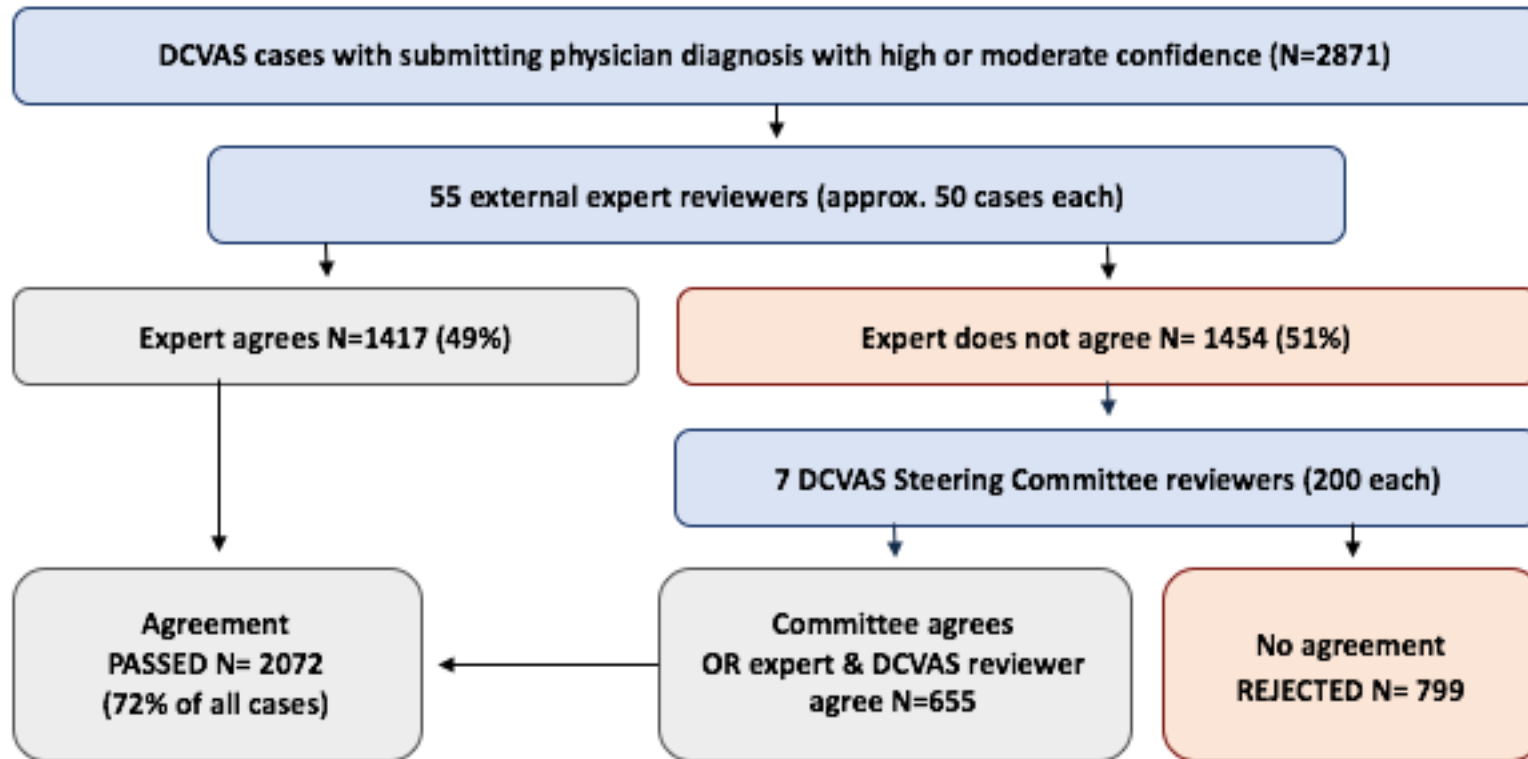 DCVAS cases with submitting physician diagnosis with high or moderate confidence (N=2871)
55 external expert reviewers (approx. 50 cases each)
Expert agrees N=1417 (49%)
Expert does not agree N= 1454 (51%)
7 DCVAS Steering Committee reviewers (200 each)
Agreement
PASSED N= 2072
(72% of all cases)
Committee agrees
OR expert & DCVAS reviewer
agree N=655
No agreement
REJECTED N= 799